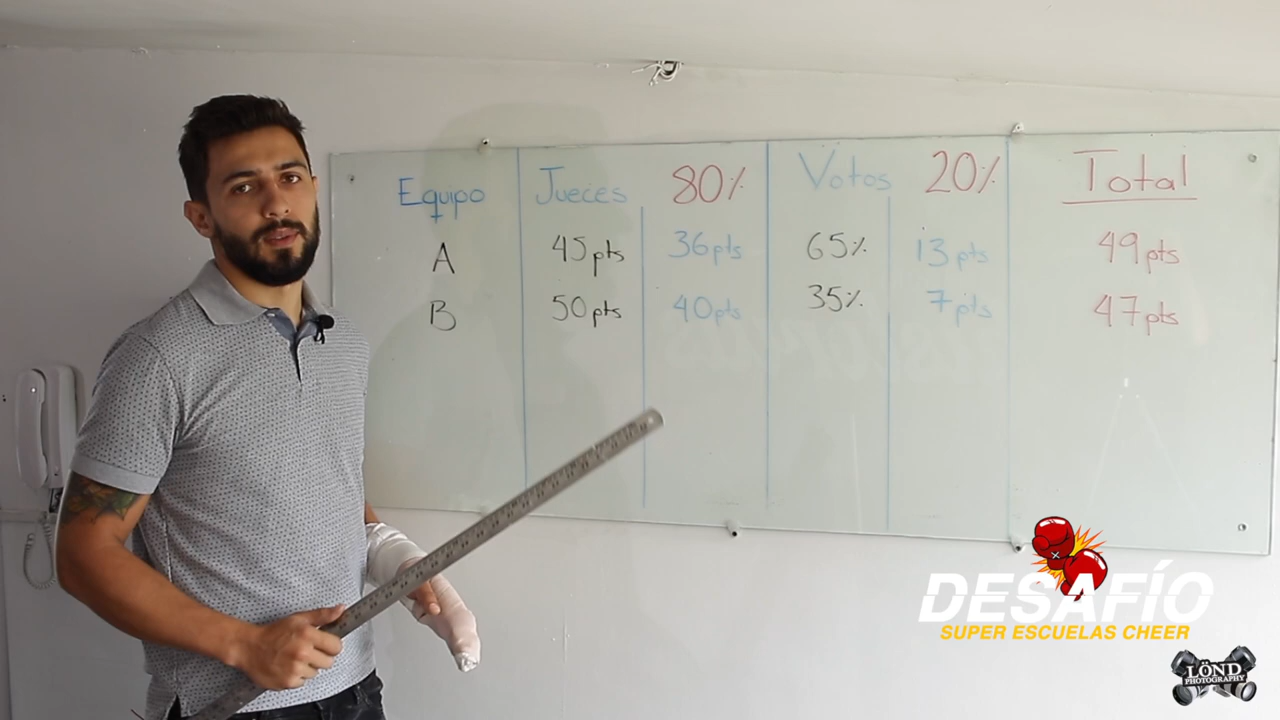 Equipo Jueces 80% Votos 20% Total
A 45pts 36pts 65% 13pts 49pts
B 50pts 40pts 35% 7pts 47pts
DESAFÍO
SUPER ESCUELAS CHEER
LÖND
PHOTOGRAPHY